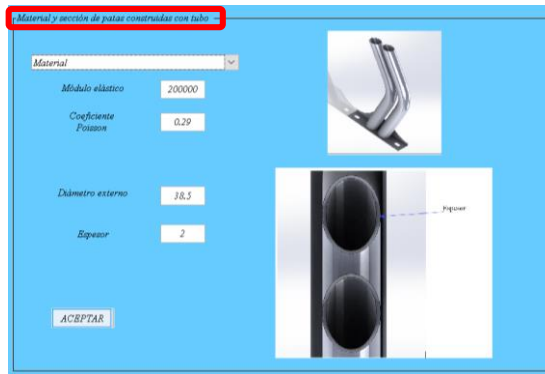 Material y sección de patas construidas con tubo
Material
Módulo elástico
200000
Coeficiente
Poisson
0.29
Diámetro externo
38.5
Espesor
2
Espesor
ACEPTAR